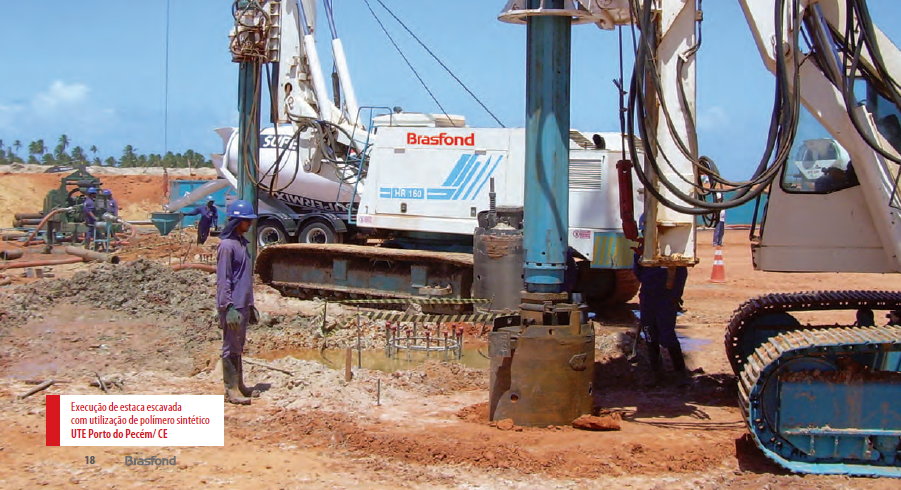 Brasfond
HR 160
Execução de estaca escavada
com utilização de polímero sintético
UTE Porto do Pecém/ CE
18
Brasfond